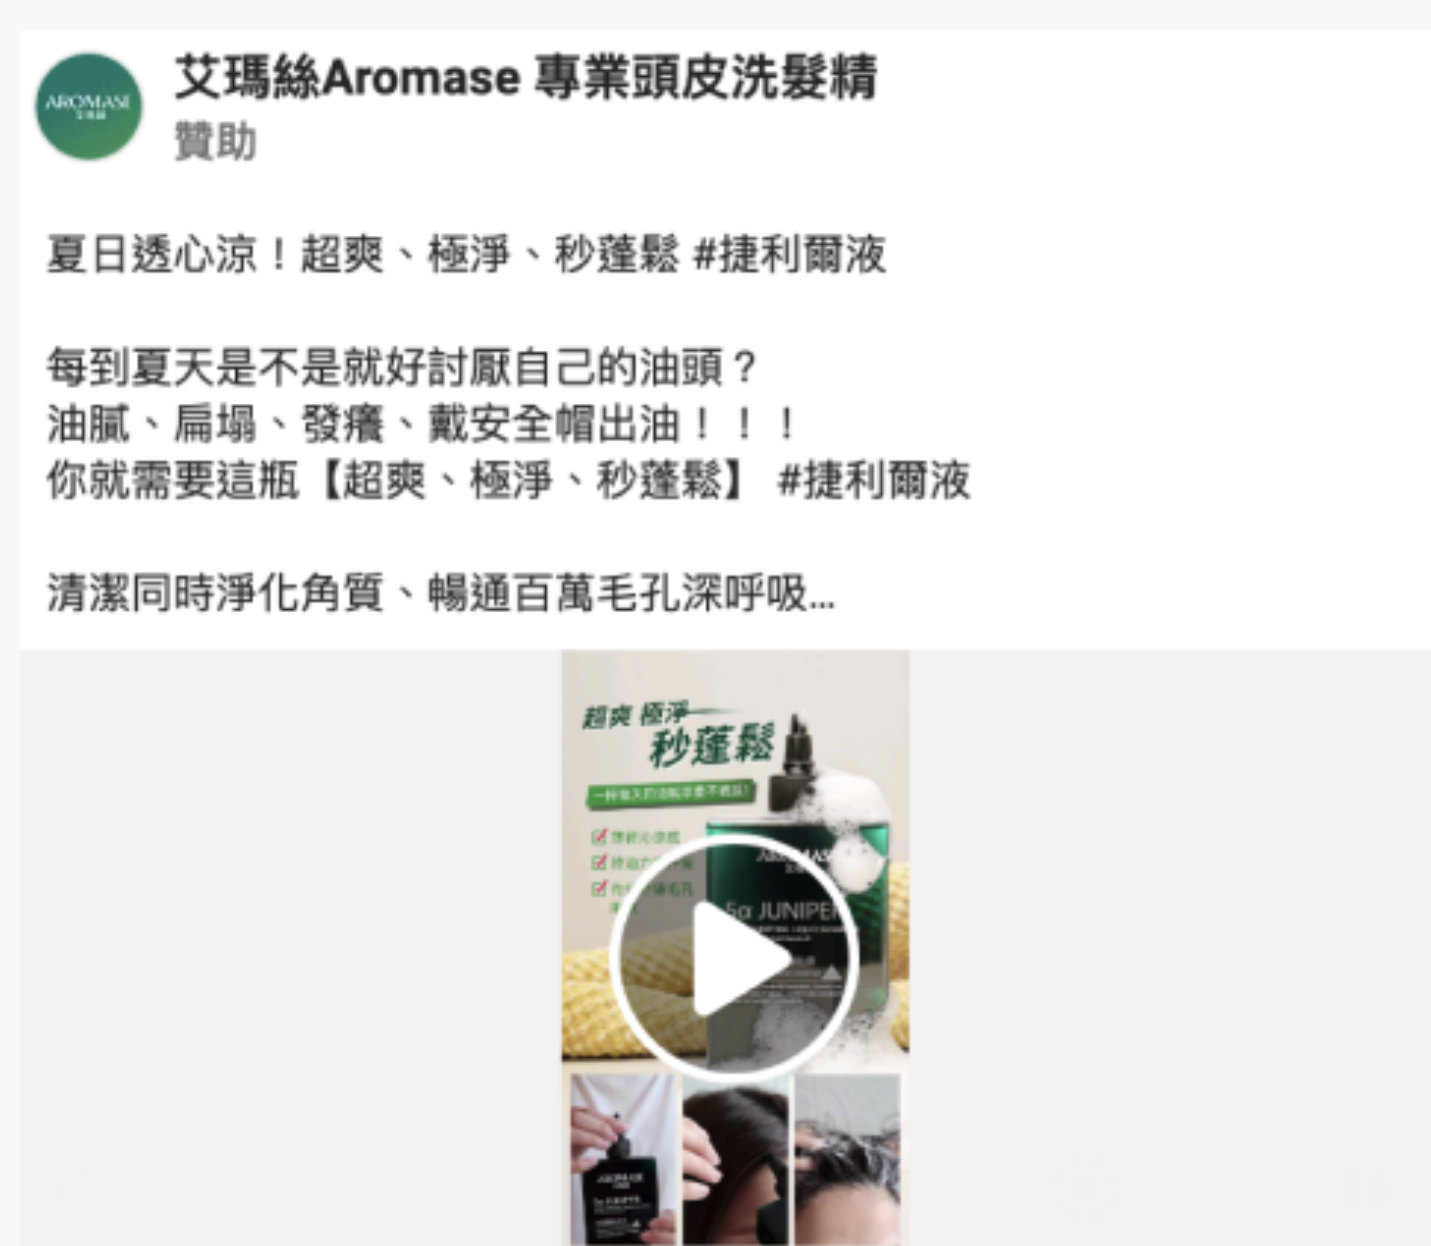 AROMASE
艾瑪絲Aromase 專業頭皮洗髮精
贊助
夏日透心涼！超爽、極淨、秒蓬鬆 #捷利爾液
每到夏天是不是就好討厭自己的油頭？
油膩、扁塌、發癢、戴安全帽出油！！！
你就需要這瓶【超爽、極淨、秒蓬鬆】 #捷利爾液
清潔同時淨化角質、暢通百萬毛孔深呼吸...
超爽 極淨
秒蓬鬆
AROMASE
5α JUNIPER
AROMASE